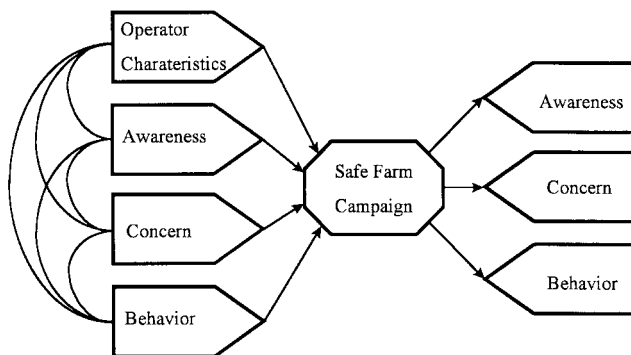 Operator
Charateristics
Awareness
Concern
Behavior
Safe Farm
Campaign
Awareness
Concern
Behavior